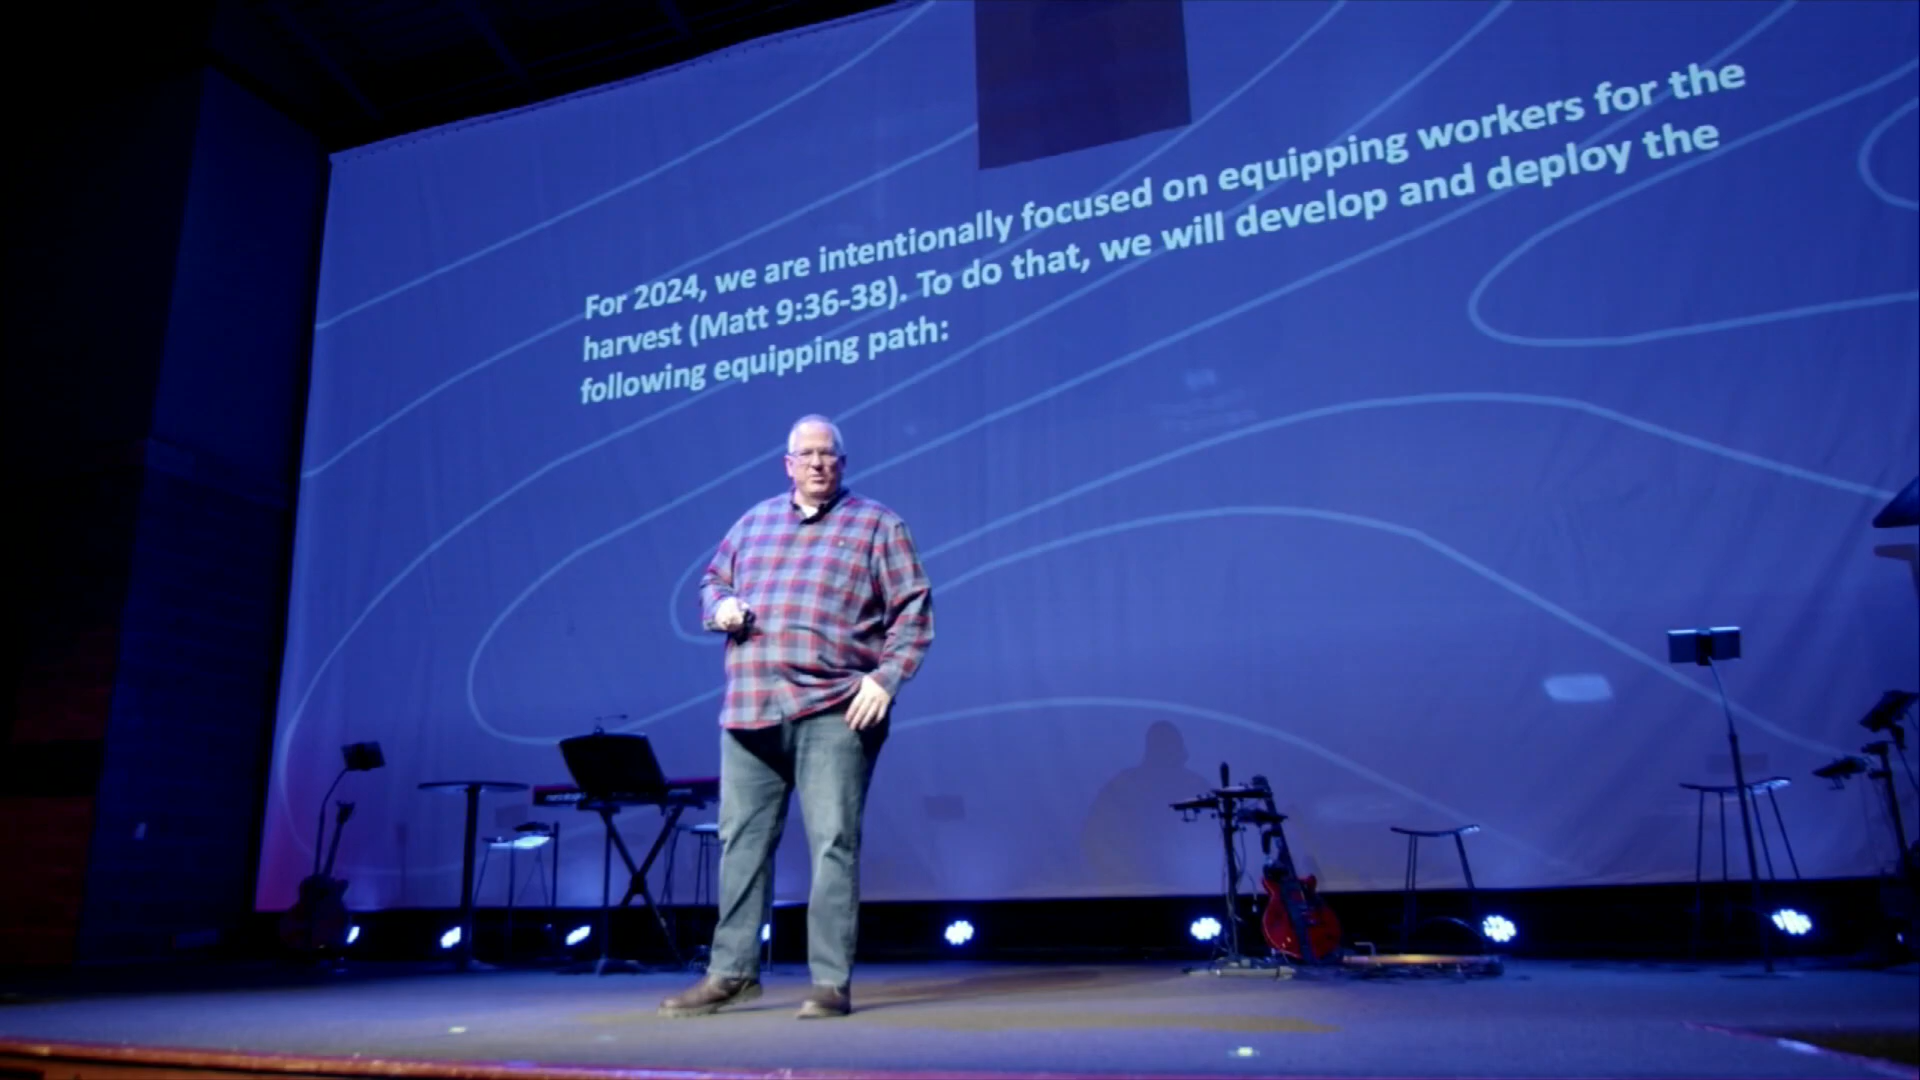 For 2024, we are intentionally focused on equipping workers for the
harvest (Matt 9:36-38). To do that, we will develop and deploy the
following equipping path: